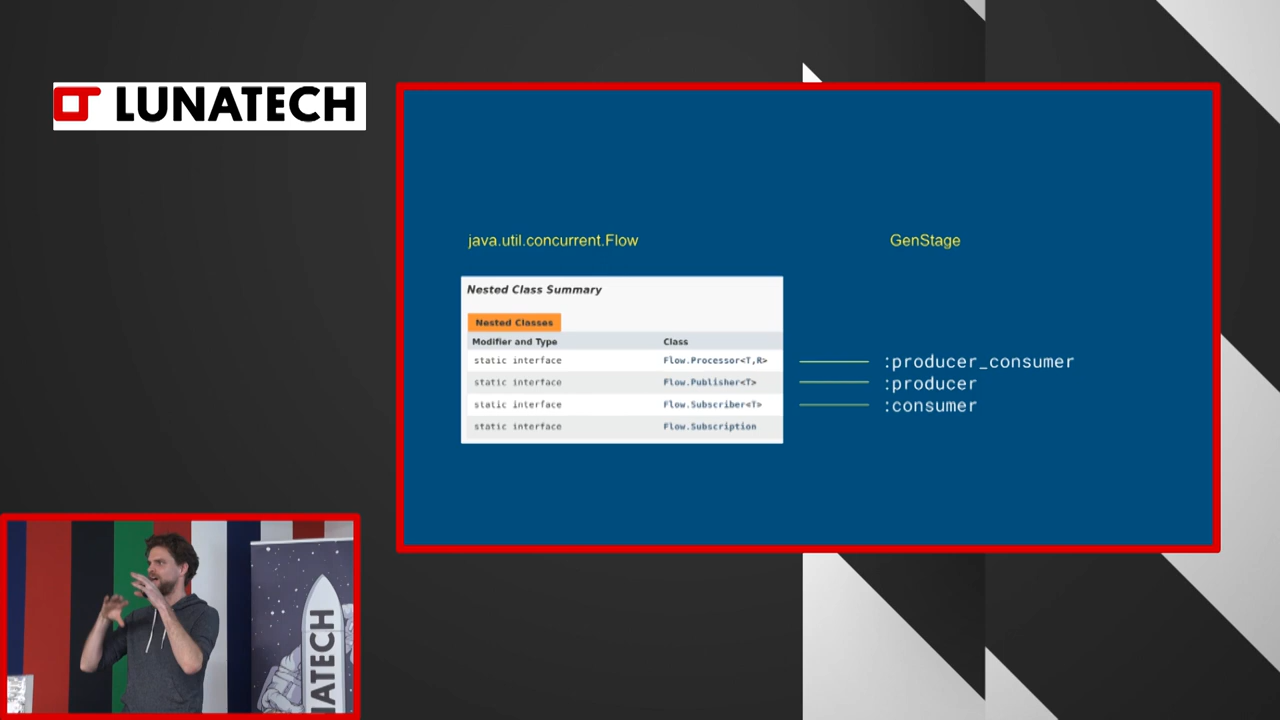 LUNATECH
java.util.concurrent.Flow
GenStage
Nested Class Summary
Nested Classes
Modifier and Type Class
static interface Flow.Processor<T,R>
static interface Flow.Publisher<T>
static interface Flow.Subscriber<T>
static interface Flow.Subscription
:producer_consumer
:producer
:consumer
NATECH